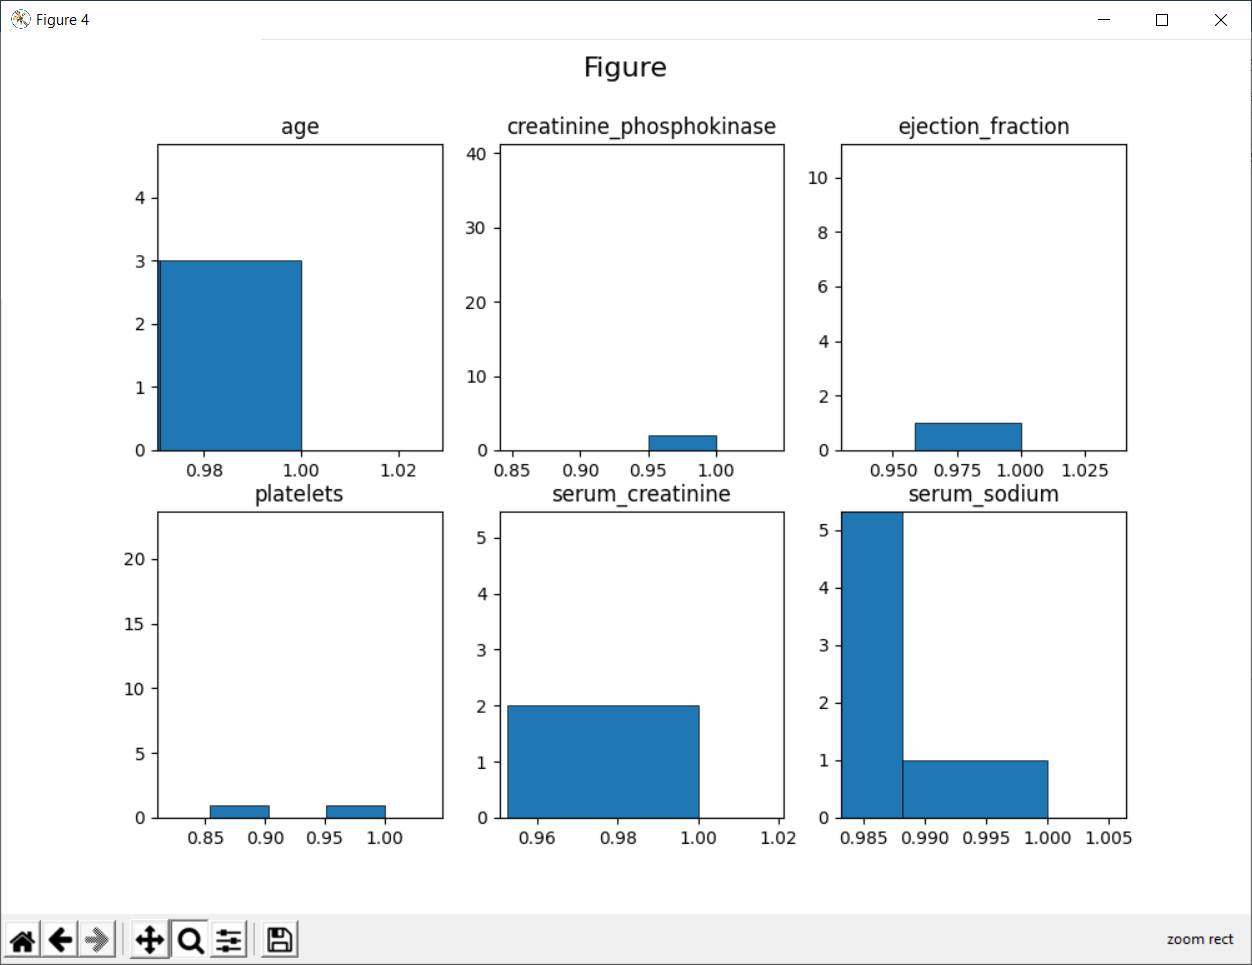 Figure 4
Figure
age
creatinine_phosphokinase
ejection_fraction
4
3
2
1
0
0.98 1.00 1.02
40
30
20
10
0
0.85 0.90 0.95 1.00
10
8
6
4
2
0
0.950 0.975 1.000 1.025
platelets
serum_creatinine
serum_sodium
20
15
10
5
0
0.85 0.90 0.95 1.00
5
4
3
2
1
0
0.96 0.98 1.00 1.02
5
4
3
2
1
0
0.985 0.990 0.995 1.000 1.005
zoom rect